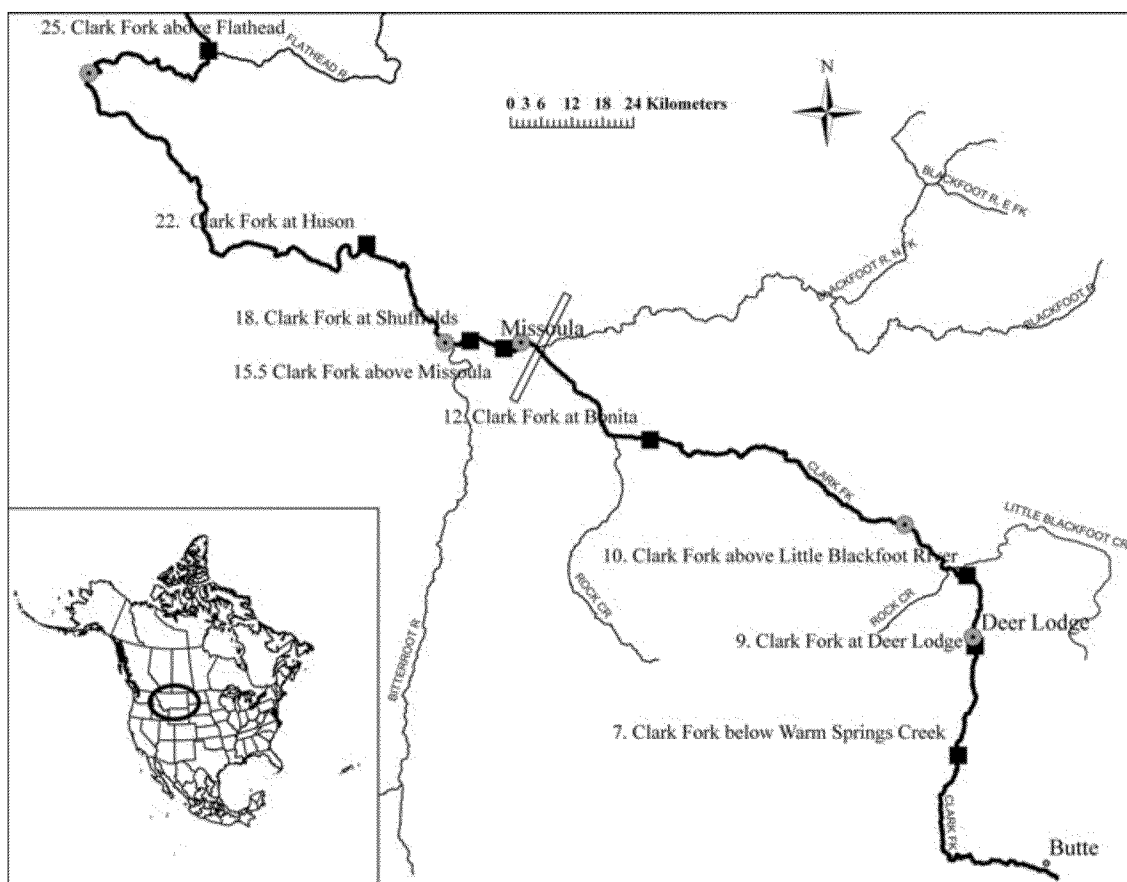 25. Clark Fork above Flathead
FLATHEAD R
N
0 3 6 12 18 24 Kilometers
BLACKFOOT R, E FK
22. Clark Fork at Huson
BLACKFOOT R, N FK
BLACKFOOT R
18. Clark Fork at Shuffields
Missoula
15.5 Clark Fork above Missoula
12. Clark Fork at Bonita
CLARK FK
LITTLE BLACKFOOT CR
10. Clark Fork above Little Blackfoot River
ROCK CR
ROCK CR
Deer Lodge
9. Clark Fork at Deer Lodge
BITTERROOT R
7. Clark Fork below Warm Springs Creek
CLARK FK
Butte